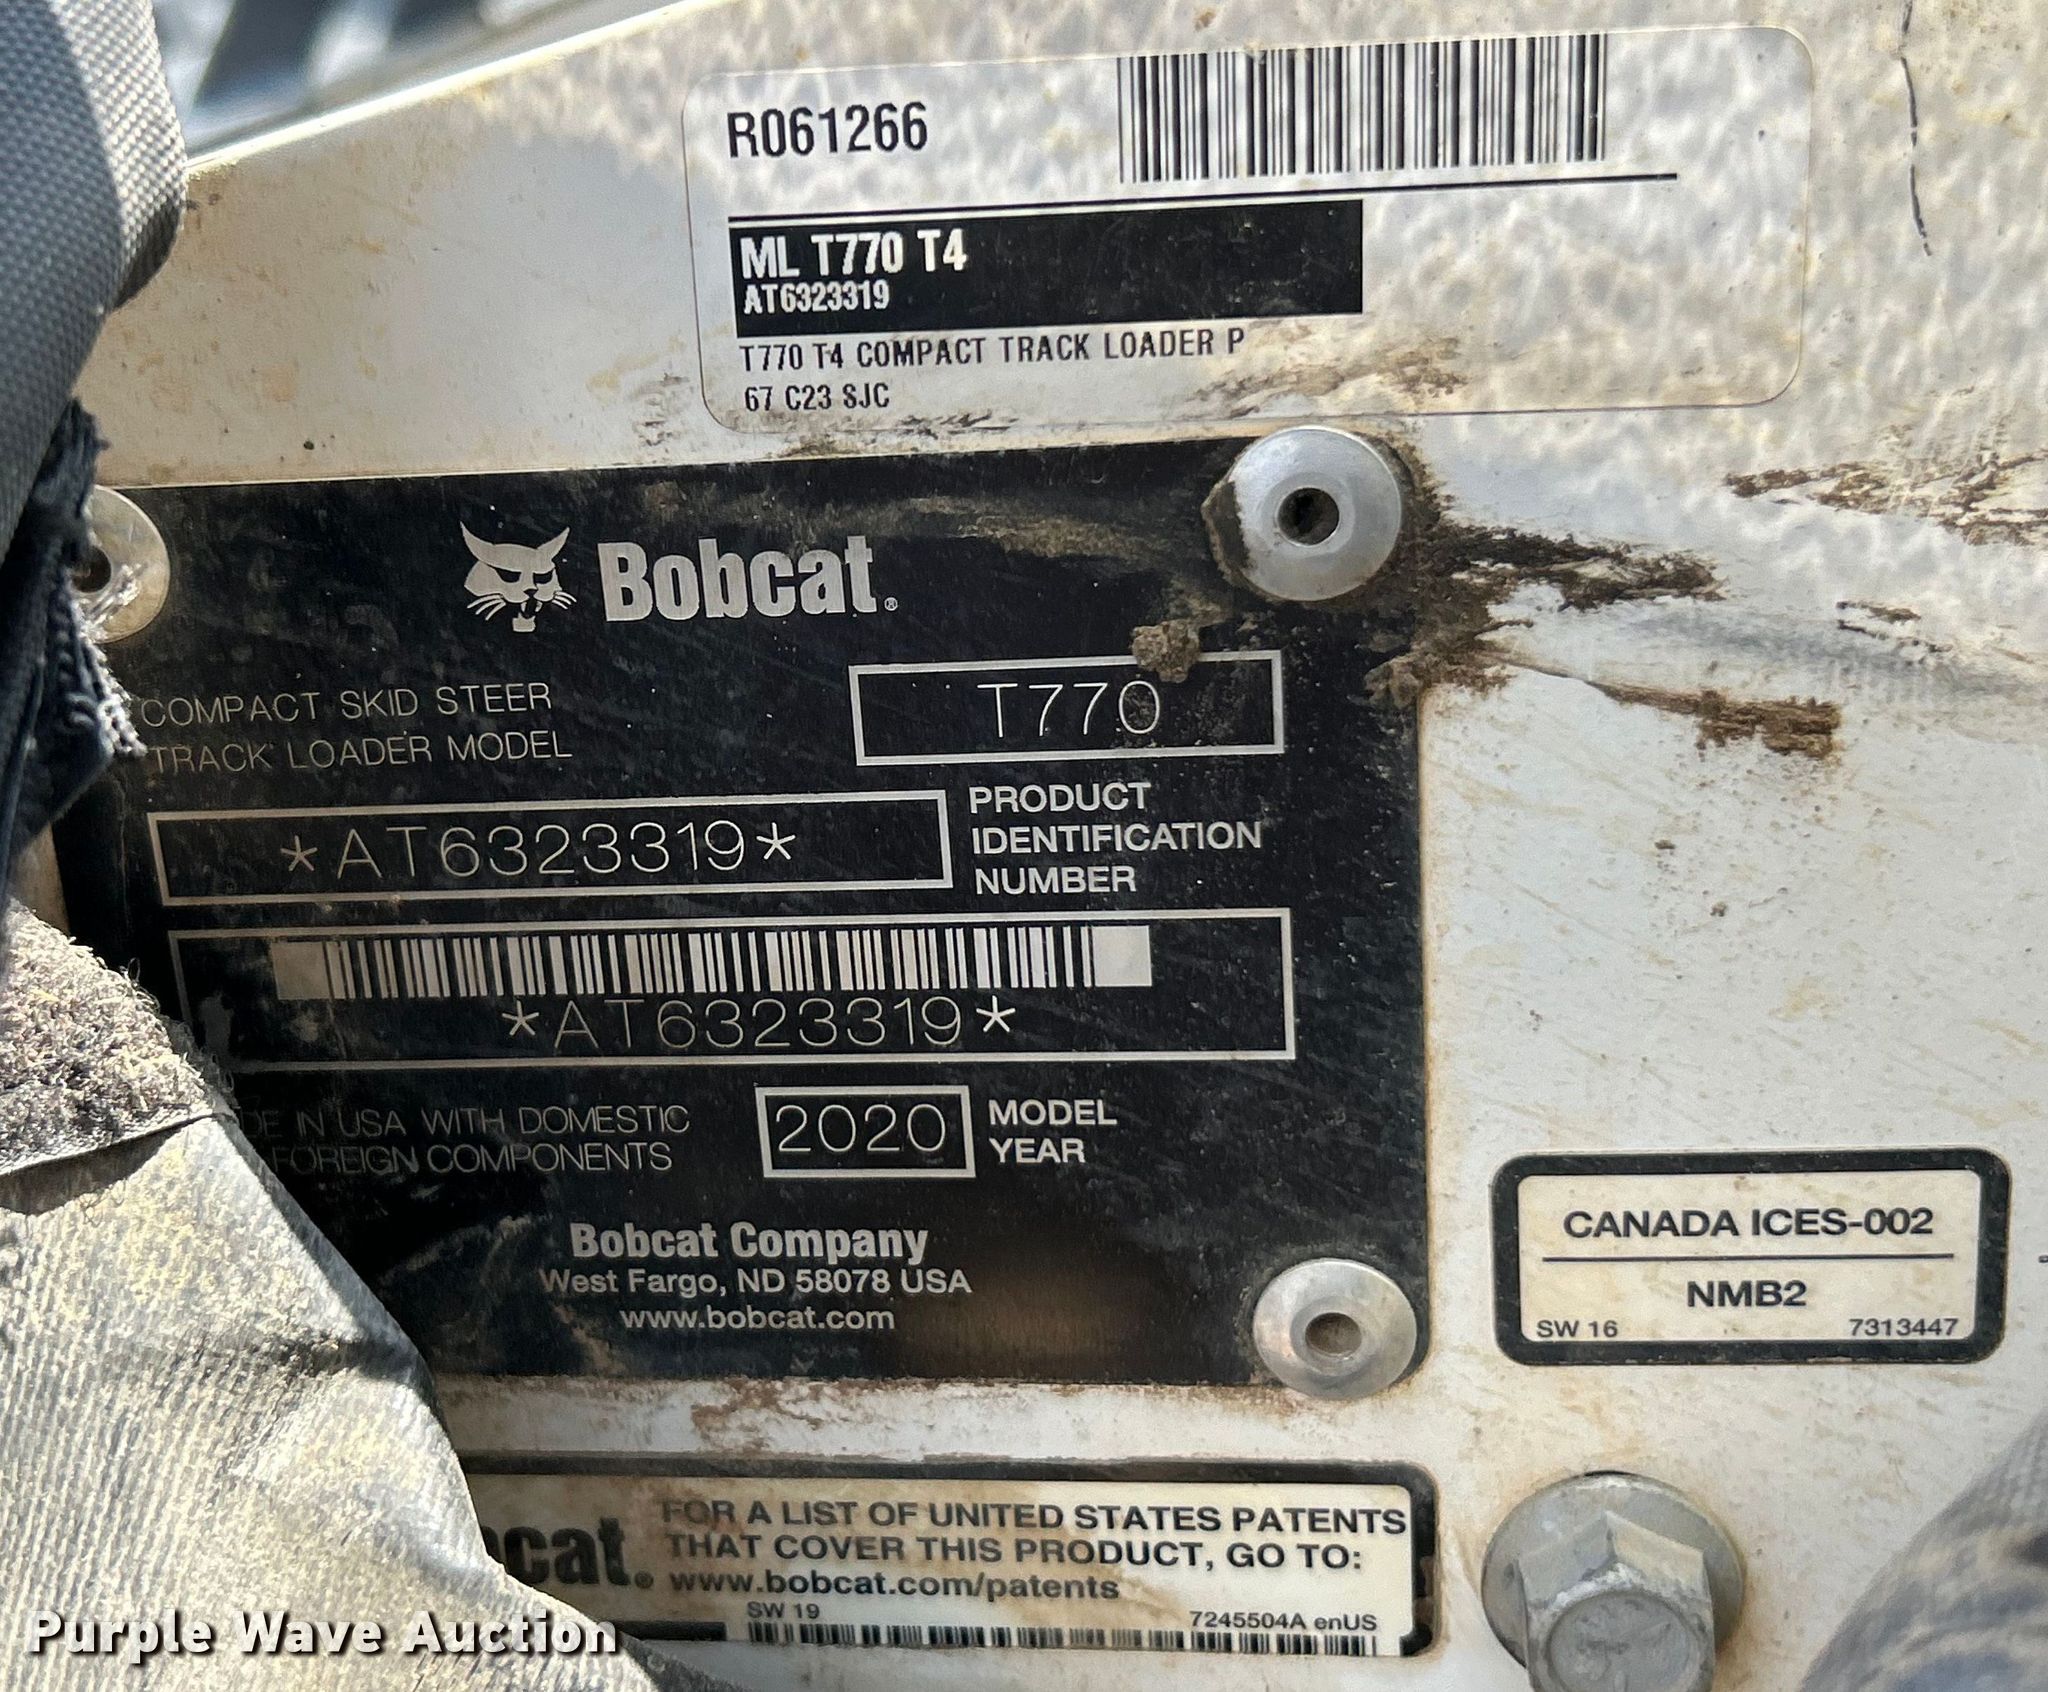 R061266
ML T770 T4
AT6323319
T770 T4 COMPACT TRACK LOADER P
67 C23 SJC
Bobcat®
COMPACT SKID STEER
TRACK LOADER MODEL
T770
*AT6323319*
PRODUCT
IDENTIFICATION
NUMBER
*AT6323319*
IN USA WITH DOMESTIC
FOREIGN COMPONENTS
2020
MODEL
YEAR
Bobcat Company
West Fargo, ND 58078 USA
www.bobcat.com
CANADA ICES-002
NMB2
SW 16 7313447
cat.
FOR A LIST OF UNITED STATES PATENTS
THAT COVER THIS PRODUCT, GO TO:
www.bobcat.com/patents
SW 19 7245504A enUS
Purple Wave Auction